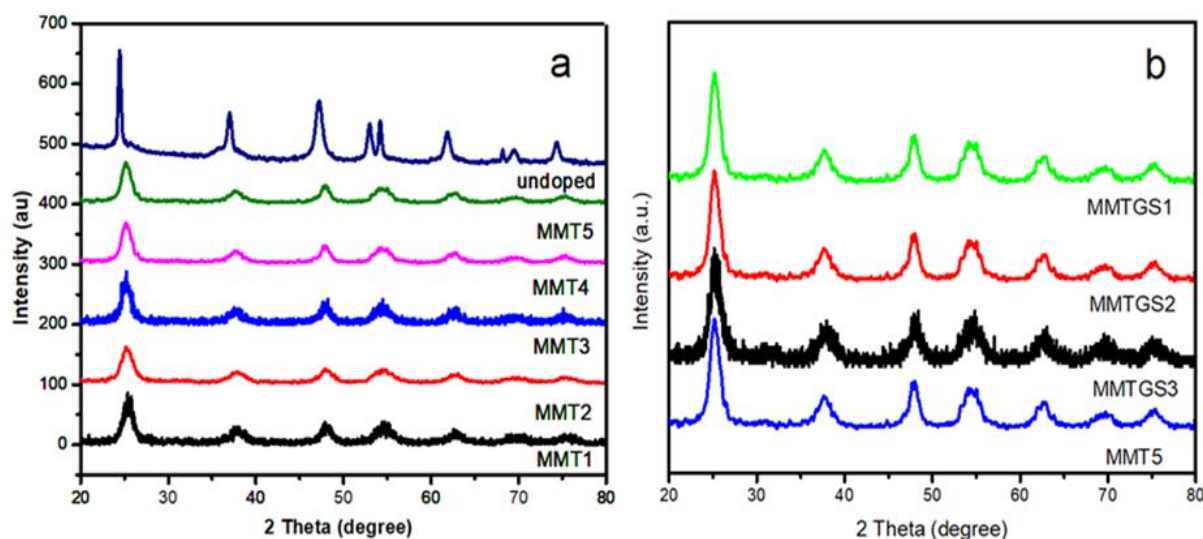 a
700
600
500
400
300
200
100
0
Intensity (au)
undoped
MMT5
MMT4
MMT3
MMT2
MMT1
20 30 40 50 60 70 80
2 Theta (degree)
b
Intensity (a.u.)
MMTGS1
MMTGS2
MMTGS3
MMT5
20 30 40 50 60 70 80
2 Theta (degree)